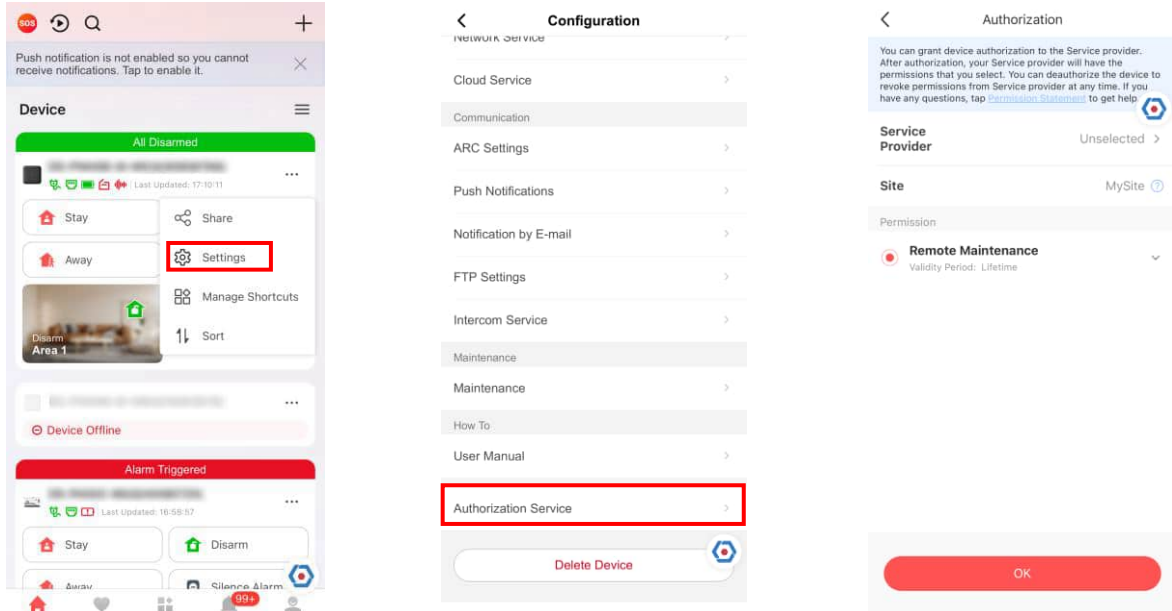 SOS
Push notification is not enabled so you cannot
receive notifications. Tap to enable it.
Device
All Disarmed
Last Updated: 17:10:11
Stay
Away
Share
Settings
Manage Shortcuts
Sort
Disarm
Area 1
Device Offline
Alarm Triggered
Last Updated: 16:58:57
Stay
Disarm
Away
Silence Alarm
99+
Configuration
Network Service
Cloud Service
Communication
ARC Settings
Push Notifications
Notification by E-mail
FTP Settings
Intercom Service
Maintenance
Maintenance
How To
User Manual
Authorization Service
Delete Device
Authorization
You can grant device authorization to the Service provider.
After authorization, your Service provider will have the
permissions that you select. You can deauthorize the device to
revoke permissions from Service provider at any time. If you
have any questions, tap Permission Statement to get help.
Service
Provider
Unselected
Site
MySite
Permission
Remote Maintenance
Validity Period: Lifetime
OK